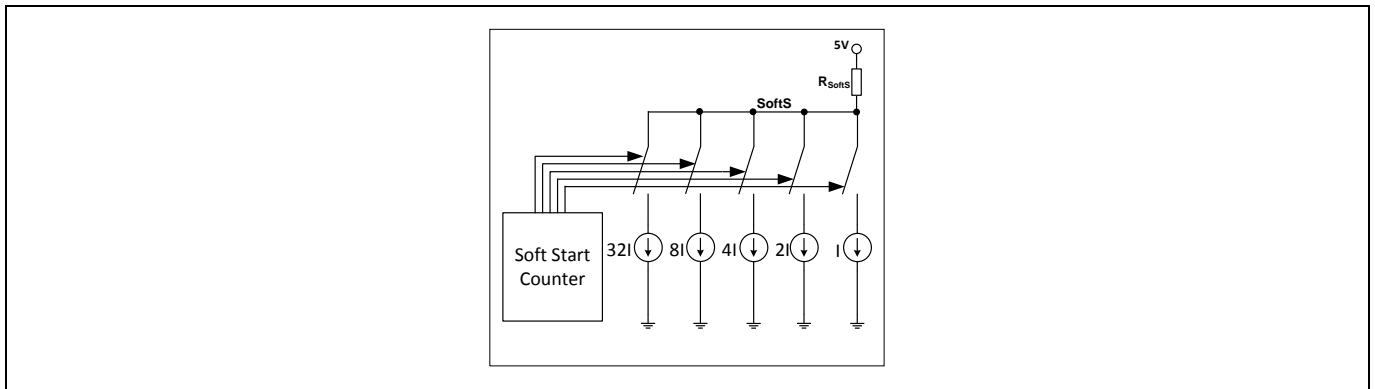 5V
RSoftS
SoftS
Soft Start
Counter
32I
8I
4I
2I
I